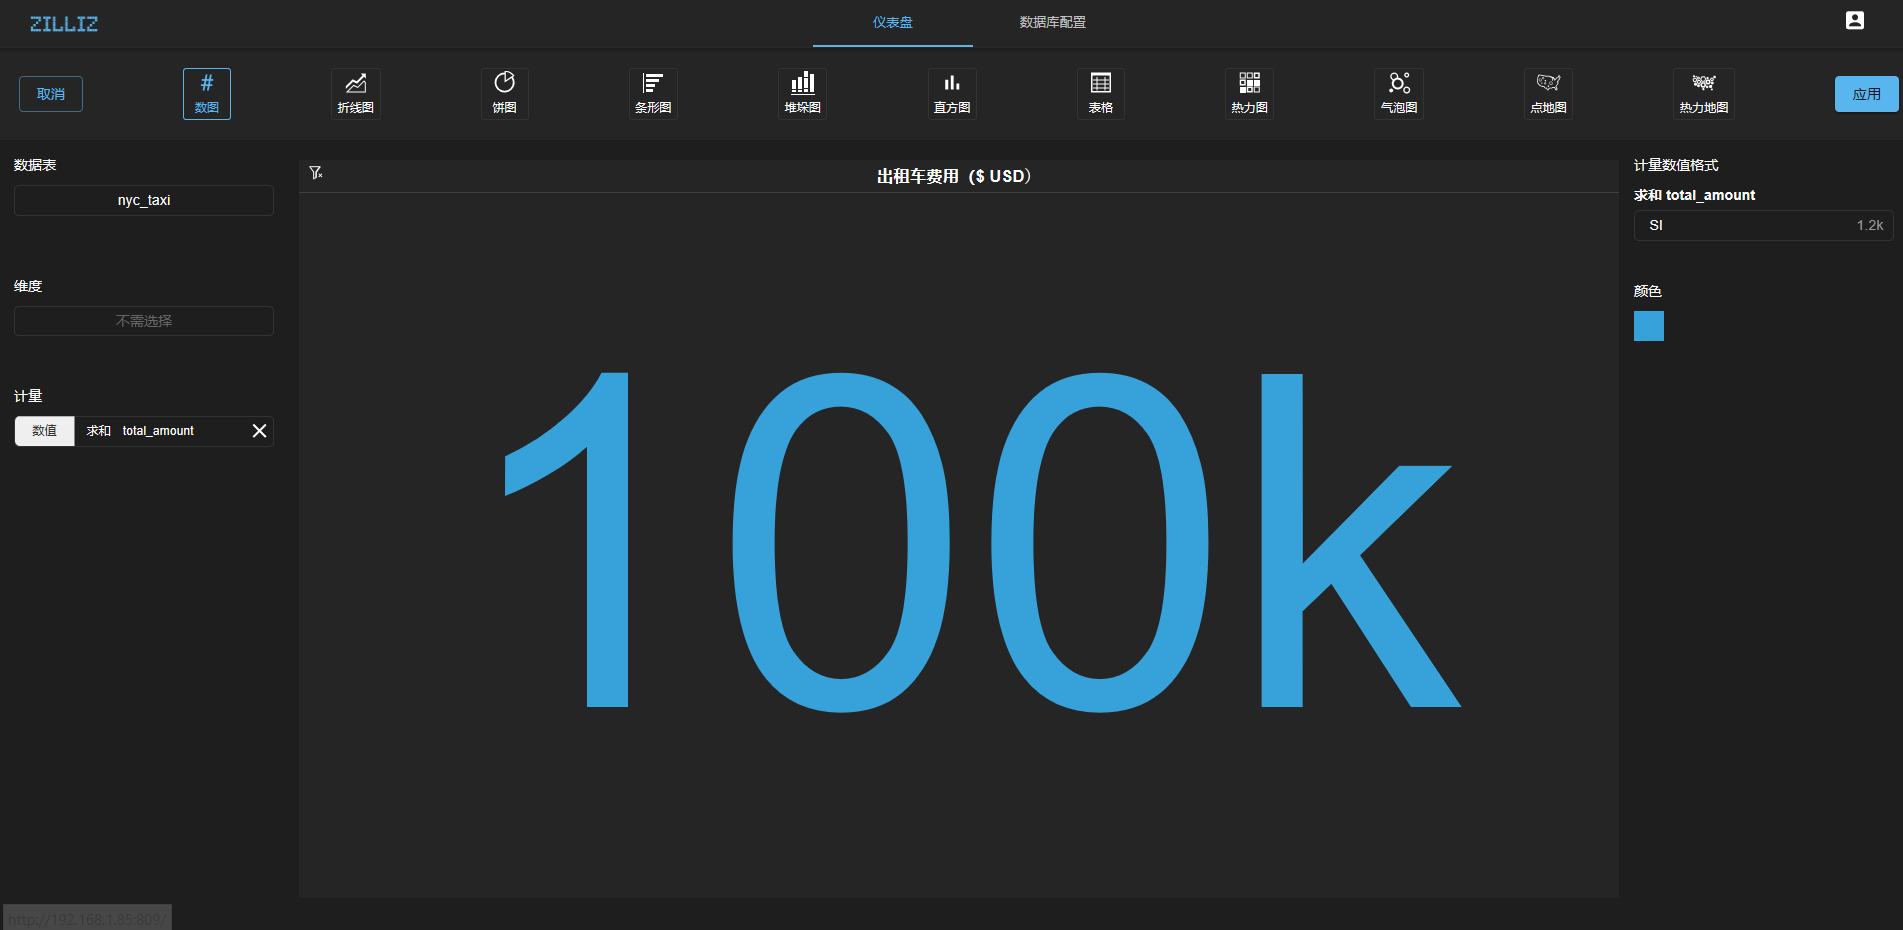 ZILLIZ
仪表盘
数据库配置
取消
数图
折线图
饼图
条形图
堆垛图
直方图
表格
热力图
气泡图
点地图
热力地图
应用
数据表
nyc_taxi
维度
不需选择
计量
数值 求和 total_amount
出租车费用（$ USD）
100k
计量数值格式
求和 total_amount
SI 1.2k
颜色
http://192.168.1.85:809/